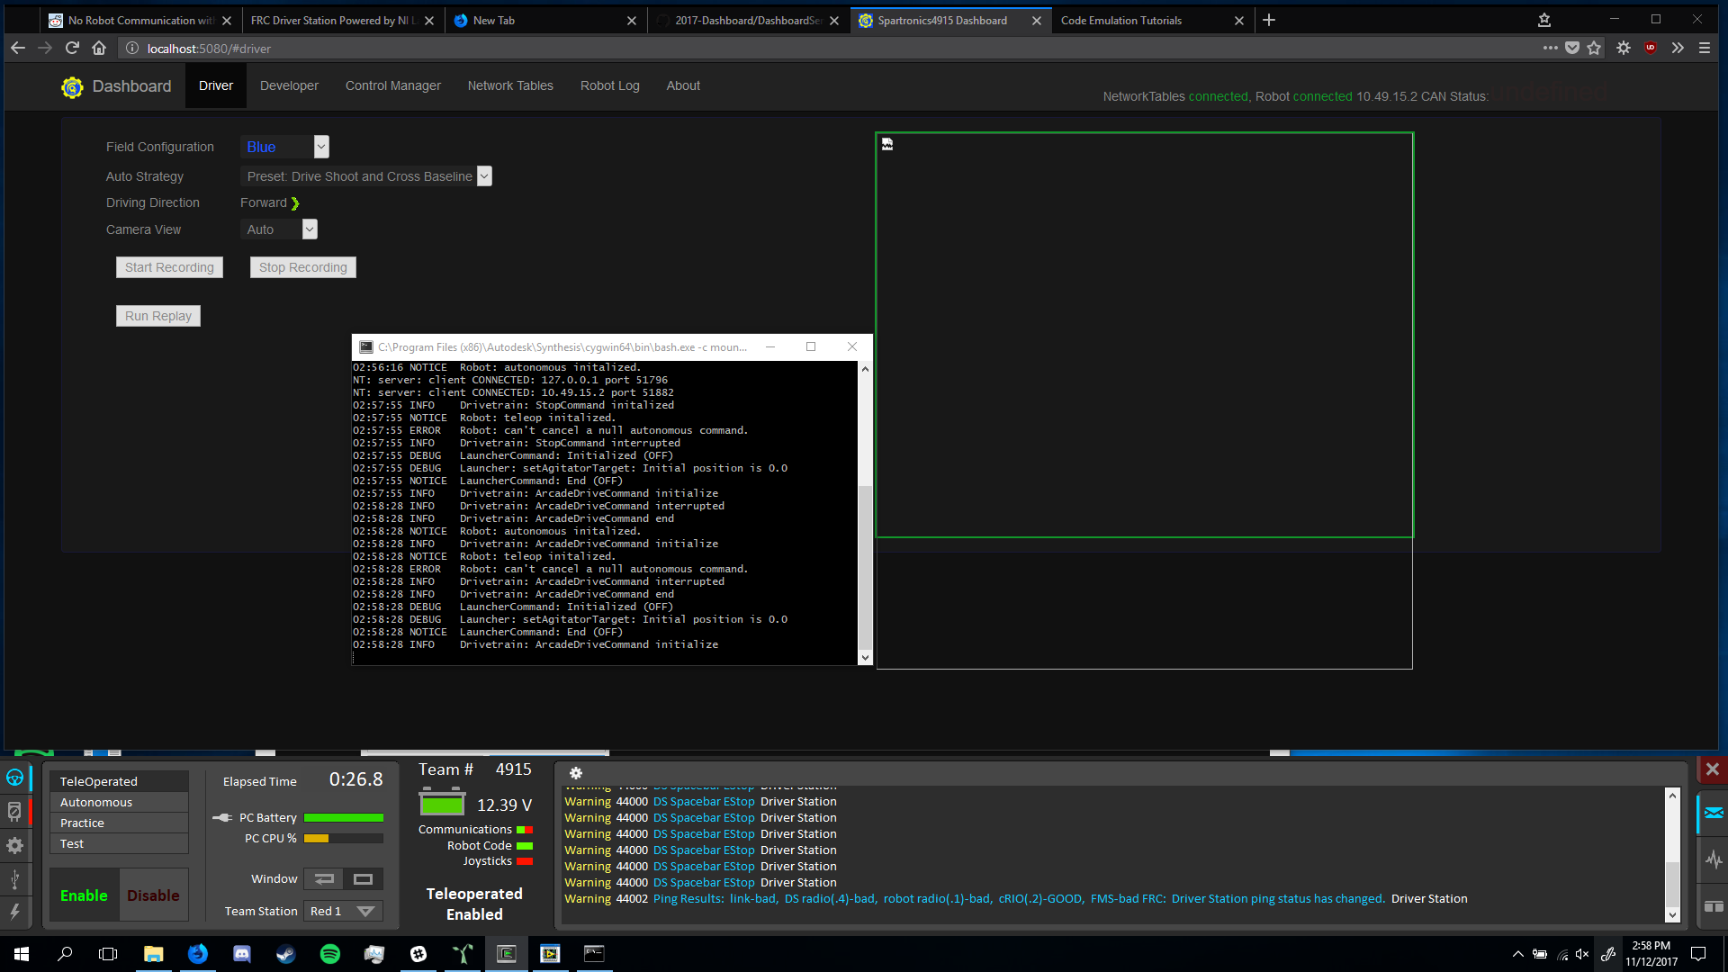 No Robot Communication with
FRC Driver Station Powered by NI L
New Tab
2017-Dashboard/DashboardSer
Spartronics4915 Dashboard
Code Emulation Tutorials
localhost:5080/#driver
Dashboard
Driver
Developer
Control Manager
Network Tables
Robot Log
About
NetworkTables connected, Robot connected 10.49.15.2 CAN Status:
Field Configuration
Blue
Auto Strategy
Preset: Drive Shoot and Cross Baseline
Driving Direction
Forward
Camera View
Auto
Start Recording
Stop Recording
Run Replay
C:\Program Files (x86)\Autodesk\Synthesis\cygwin64\bin\bash.exe -c moun...
02:56:16 NOTICE Robot: autonomous initalized.
NT: server: client CONNECTED: 127.0.0.1 port 51796
NT: server: client CONNECTED: 10.49.15.2 port 51882
02:57:55 INFO Drivetrain: StopCommand initalized
02:57:55 NOTICE Robot: teleop initalized.
02:57:55 ERROR Robot: can't cancel a null autonomous command.
02:57:55 INFO Drivetrain: StopCommand interrupted
02:57:55 DEBUG LauncherCommand: Initialized (OFF)
02:57:55 DEBUG Launcher: setAgitatorTarget: Initial position is 0.0
02:57:55 NOTICE LauncherCommand: End (OFF)
02:57:55 INFO Drivetrain: ArcadeDriveCommand initialize
02:58:28 INFO Drivetrain: ArcadeDriveCommand interrupted
02:58:28 INFO Drivetrain: ArcadeDriveCommand end
02:58:28 NOTICE Robot: autonomous initalized.
02:58:28 INFO Drivetrain: ArcadeDriveCommand initialize
02:58:28 NOTICE Robot: teleop initalized.
02:58:28 ERROR Robot: can't cancel a null autonomous command.
02:58:28 INFO Drivetrain: ArcadeDriveCommand interrupted
02:58:28 INFO Drivetrain: ArcadeDriveCommand end
02:58:28 DEBUG LauncherCommand: Initialized (OFF)
02:58:28 DEBUG Launcher: setAgitatorTarget: Initial position is 0.0
02:58:28 NOTICE LauncherCommand: End (OFF)
02:58:28 INFO Drivetrain: ArcadeDriveCommand initialize
TeleOperated
Autonomous
Practice
Test
Enable
Disable
Elapsed Time 0:26.8
PC Battery
PC CPU %
Window
Team Station Red 1
Team # 4915
12.39 V
Communications
Robot Code
Joysticks
Teleoperated
Enabled
Warning 44000 DS Spacebar EStop Driver Station
Warning 44000 DS Spacebar EStop Driver Station
Warning 44000 DS Spacebar EStop Driver Station
Warning 44000 DS Spacebar EStop Driver Station
Warning 44000 DS Spacebar EStop Driver Station
Warning 44000 DS Spacebar EStop Driver Station
Warning 44002 Ping Results: link-bad, DS radio(.4)-bad, robot radio(.1)-bad, cRIO(.2)-GOOD, FMS-bad FRC: Driver Station ping status has changed. Driver Station
2:58 PM
11/12/2017